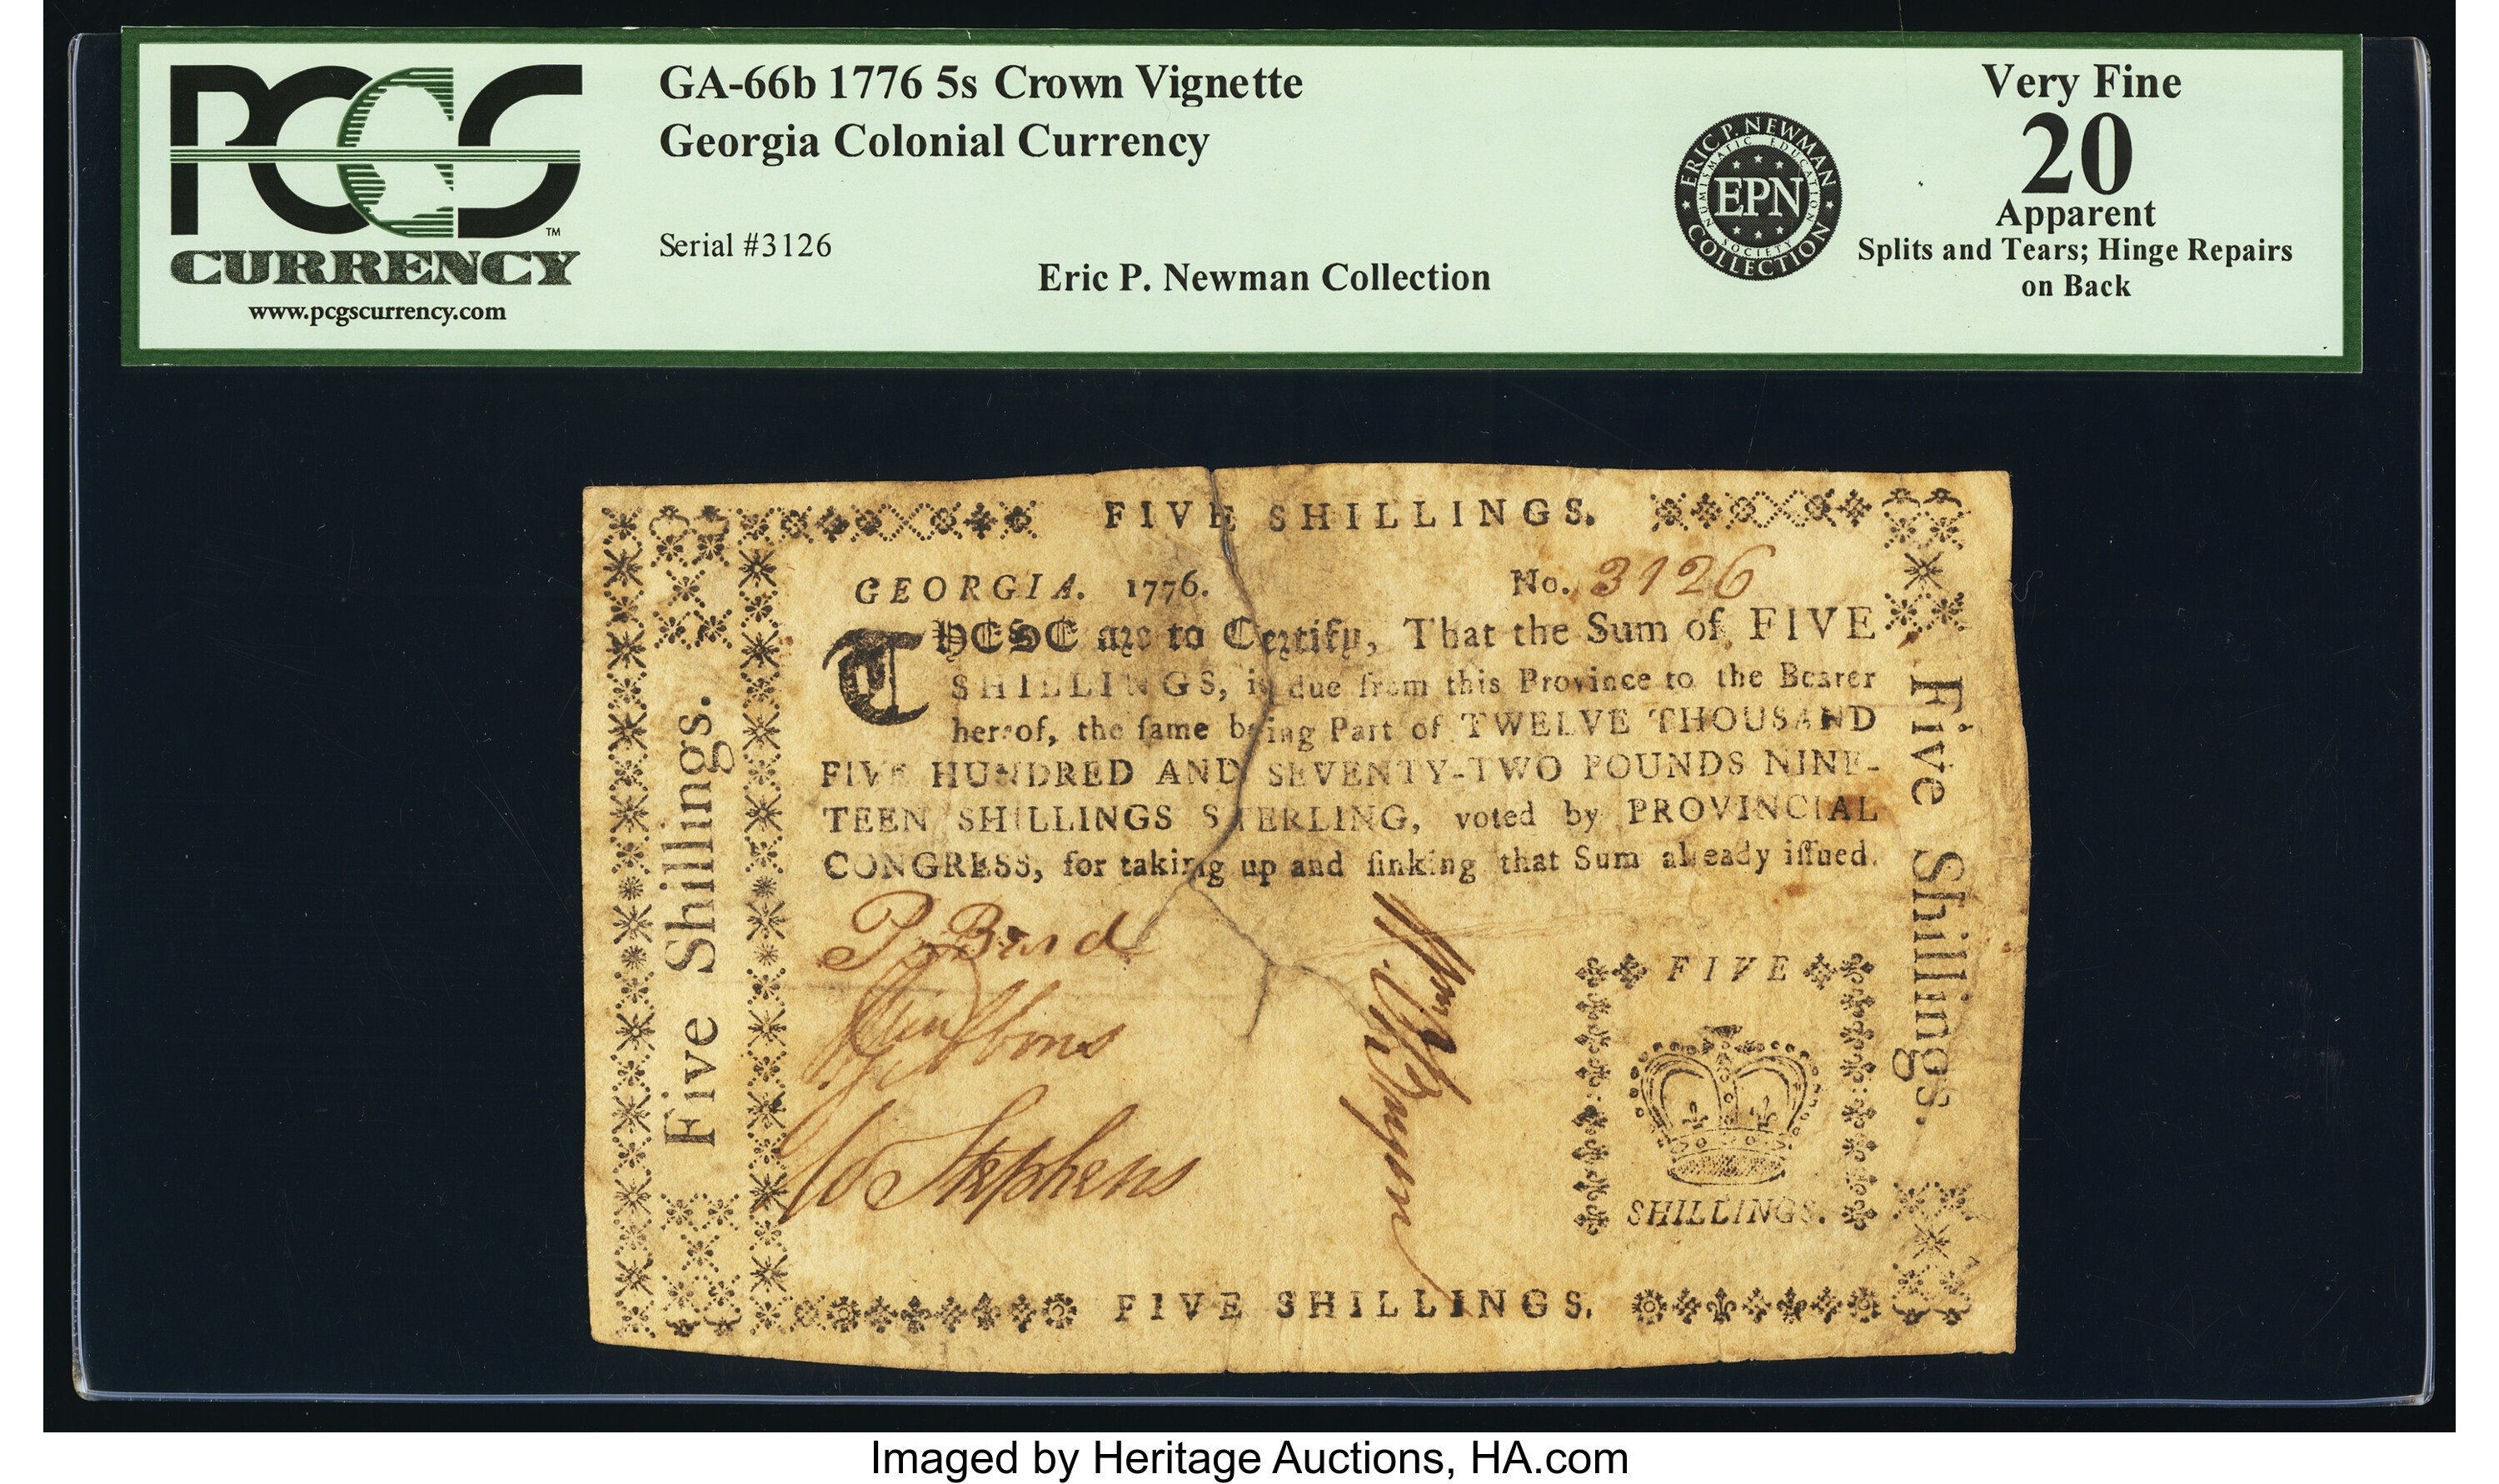 PCGS
TM
CURRENCY
www.pcgscurrency.com
GA-66b 1776 5s Crown Vignette
Georgia Colonial Currency
Serial #3126
Eric P. Newman Collection
ERIC P. NEWMAN
NUMISMATIC EDUCATION
EPN
SOCIETY
COLLECTION
Very Fine
20
Apparent
Splits and Tears; Hinge Repairs
on Back
FIVE SHILLINGS.
GEORGIA. 1776.
No. 3126
THESE are to Certify, That the Sum of FIVE
SHILLINGS, is due from this Province to the Bearer
hereof, the ſame being Part of TWELVE THOUSAND
FIVE HUNDRED AND SEVENTY-TWO POUNDS NINE-
TEEN SHILLINGS STERLING, voted by PROVINCIAL
CONGRESS, for taking up and ſinking that Sum already iſſued.
Five Shillings.
Five Shillings.
Gibbons
Wo Stephens
FIVE
SHILLINGS.
FIVE SHILLINGS.
Imaged by Heritage Auctions, HA.com